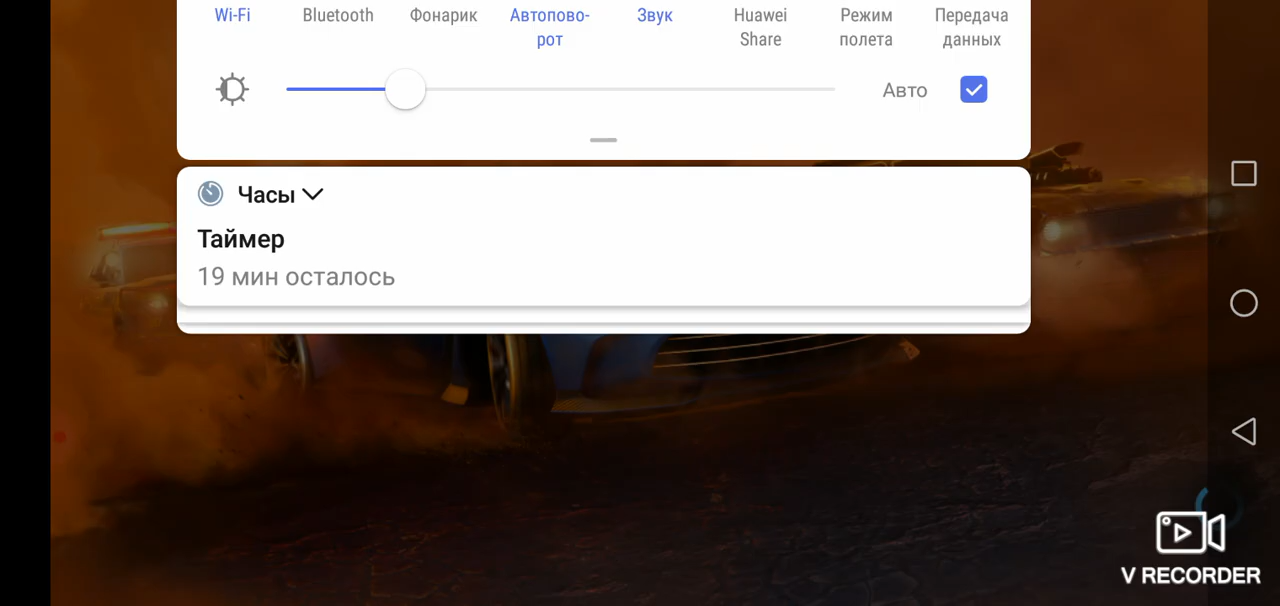 Wi-Fi Bluetooth Фонарик Автопово- Звук Huawei Режим Передача
рот Share полета данных
Авто
Часы
Таймер
19 мин осталось
V RECORDER